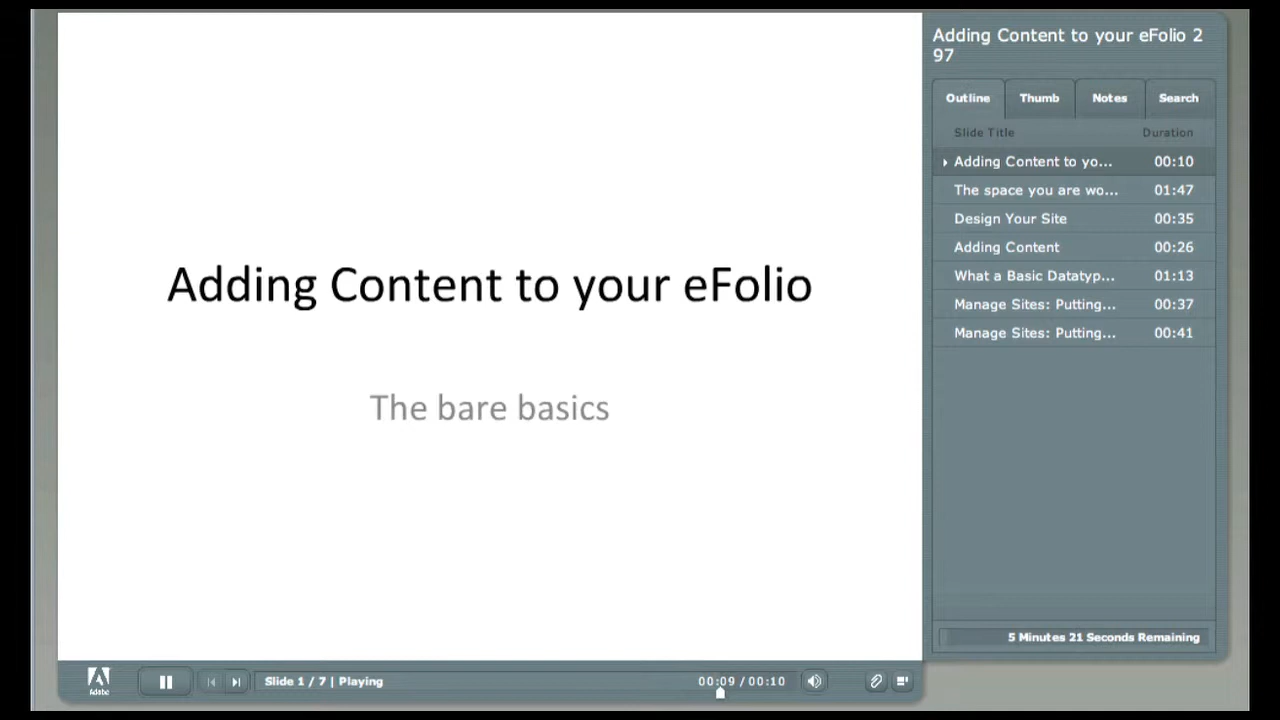 Adding Content to your eFolio
The bare basics
Adding Content to your eFolio 2
97
Outline Thumb Notes Search
Slide Title Duration
Adding Content to yo... 00:10
The space you are wo... 01:47
Design Your Site 00:35
Adding Content 00:26
What a Basic Datatyp... 01:13
Manage Sites: Putting... 00:37
Manage Sites: Putting... 00:41
5 Minutes 21 Seconds Remaining
Adobe
Slide 1 / 7 | Playing 00:09 / 00:10